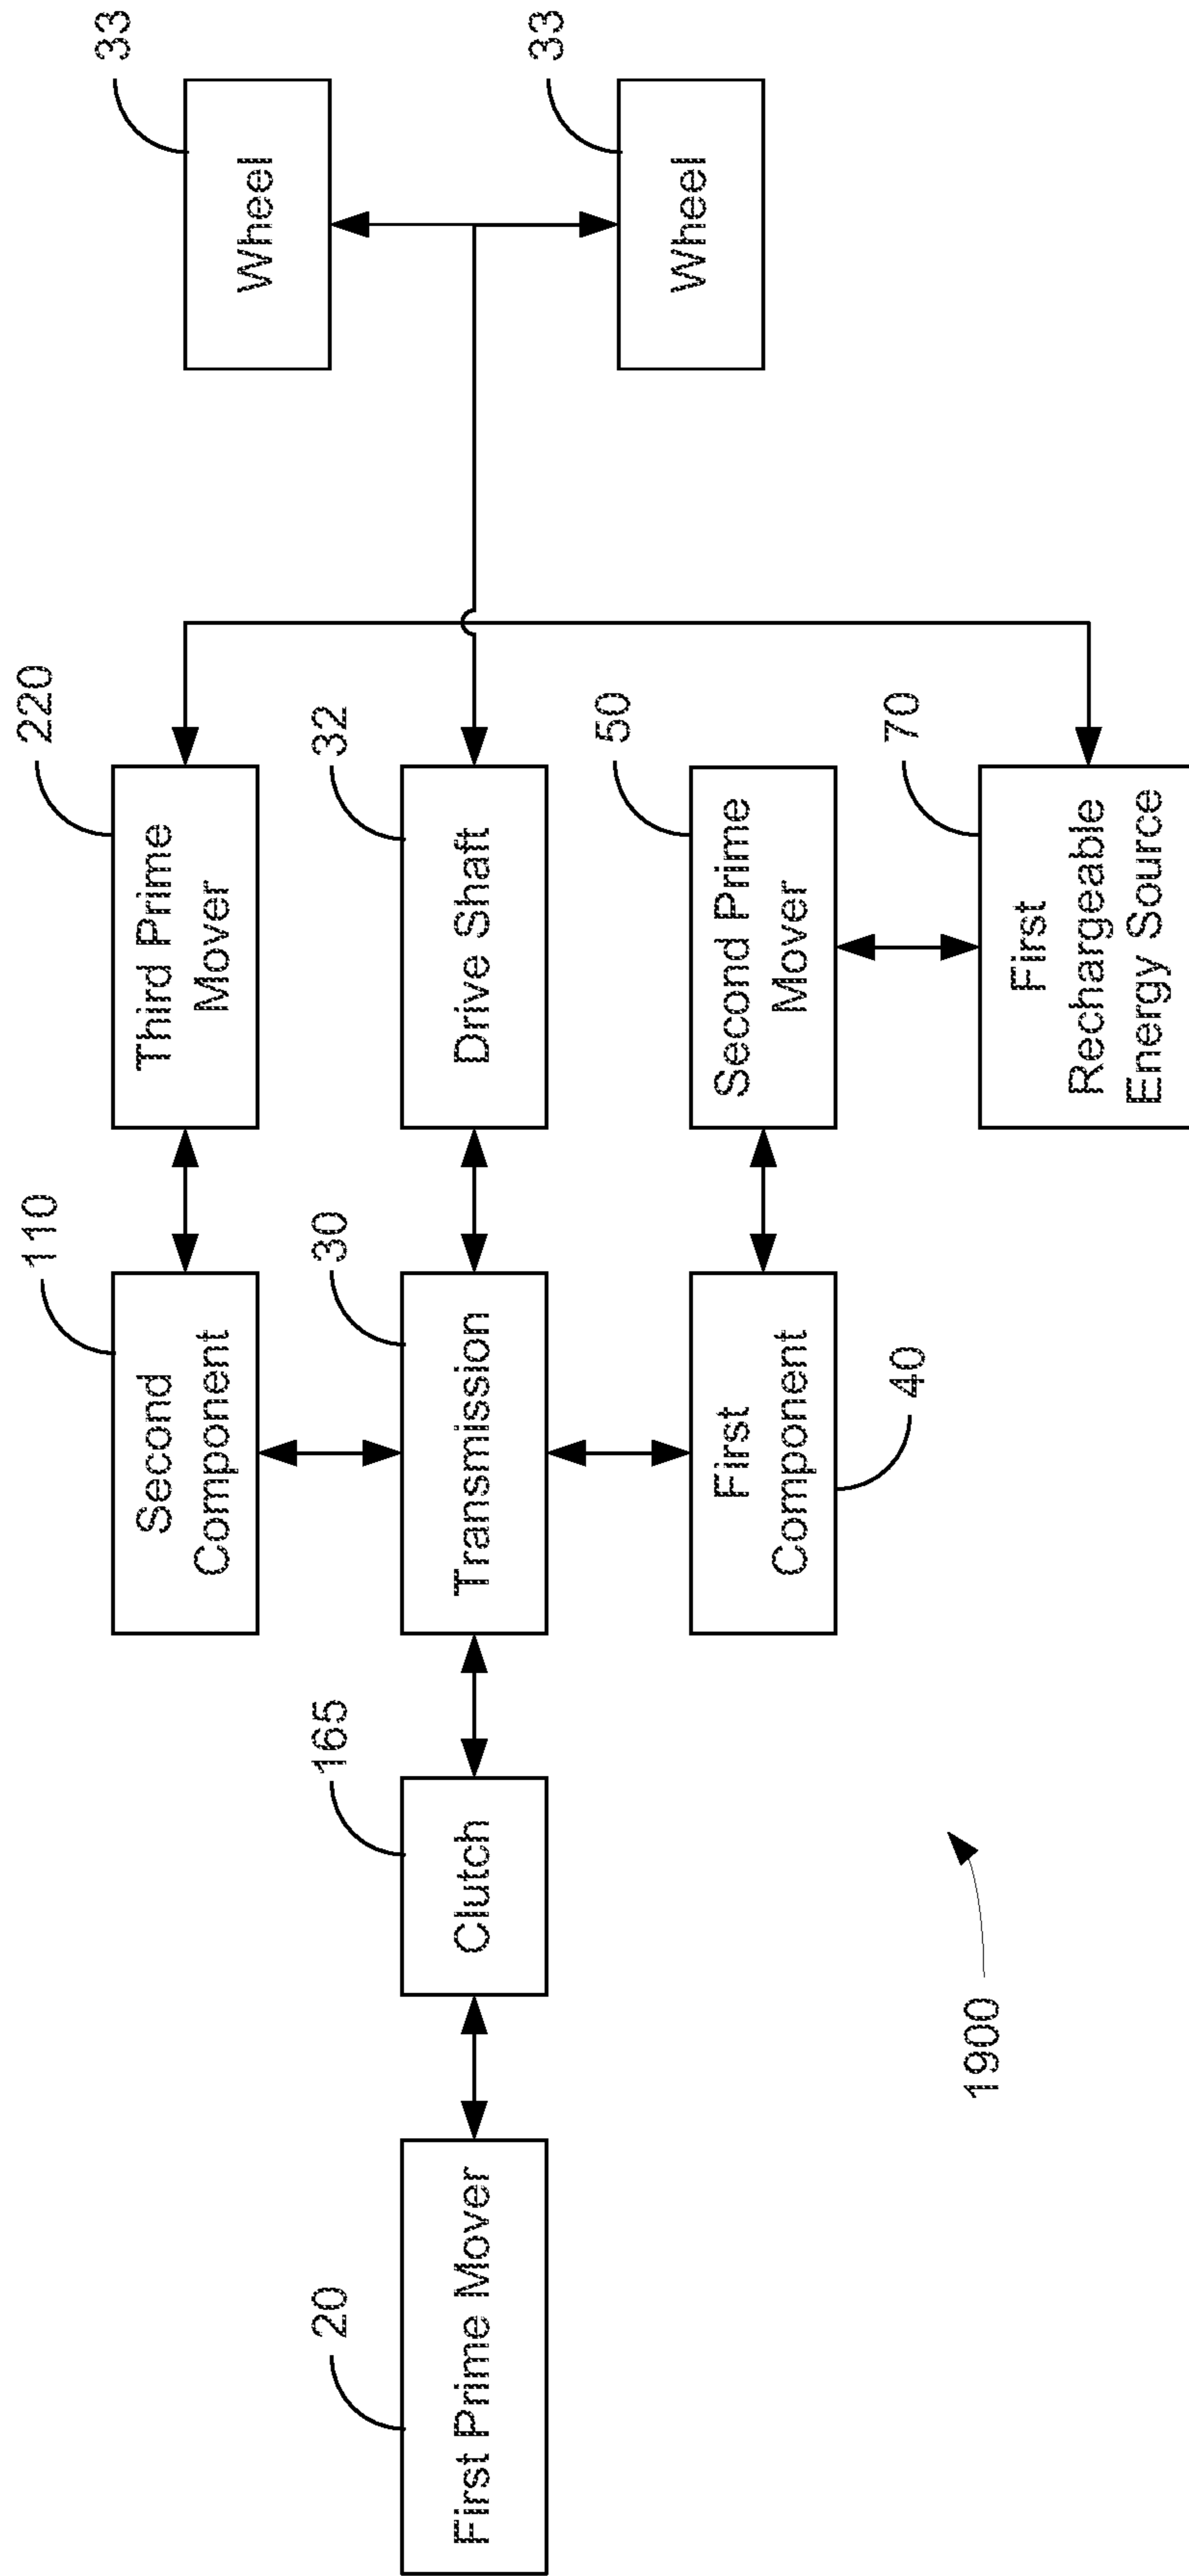 220
Third Prime
Mover
110
Second
Component
33
Wheel
20
First Prime Mover
165
Clutch
30
Transmission
32
Drive Shaft
33
Wheel
First
Component
40
50
Second Prime
Mover
70
First
Rechargeable
Energy Source
1900